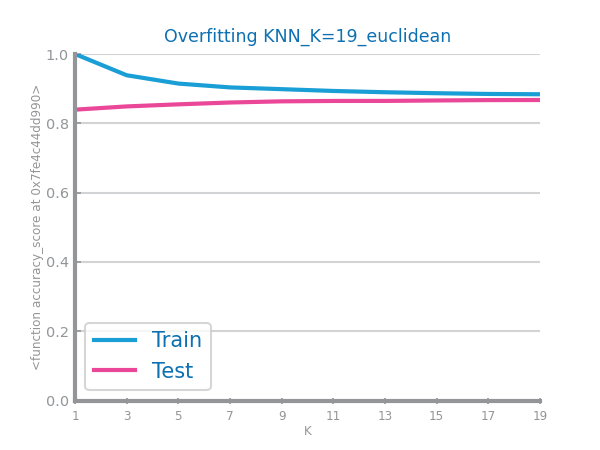 Overfitting KNN_K=19_euclidean
<function accuracy_score at 0x7fe4c44dd990>
1.0
0.8
0.6
0.4
0.2
0.0
Train
Test
1 3 5 7 9 11 13 15 17 19
K